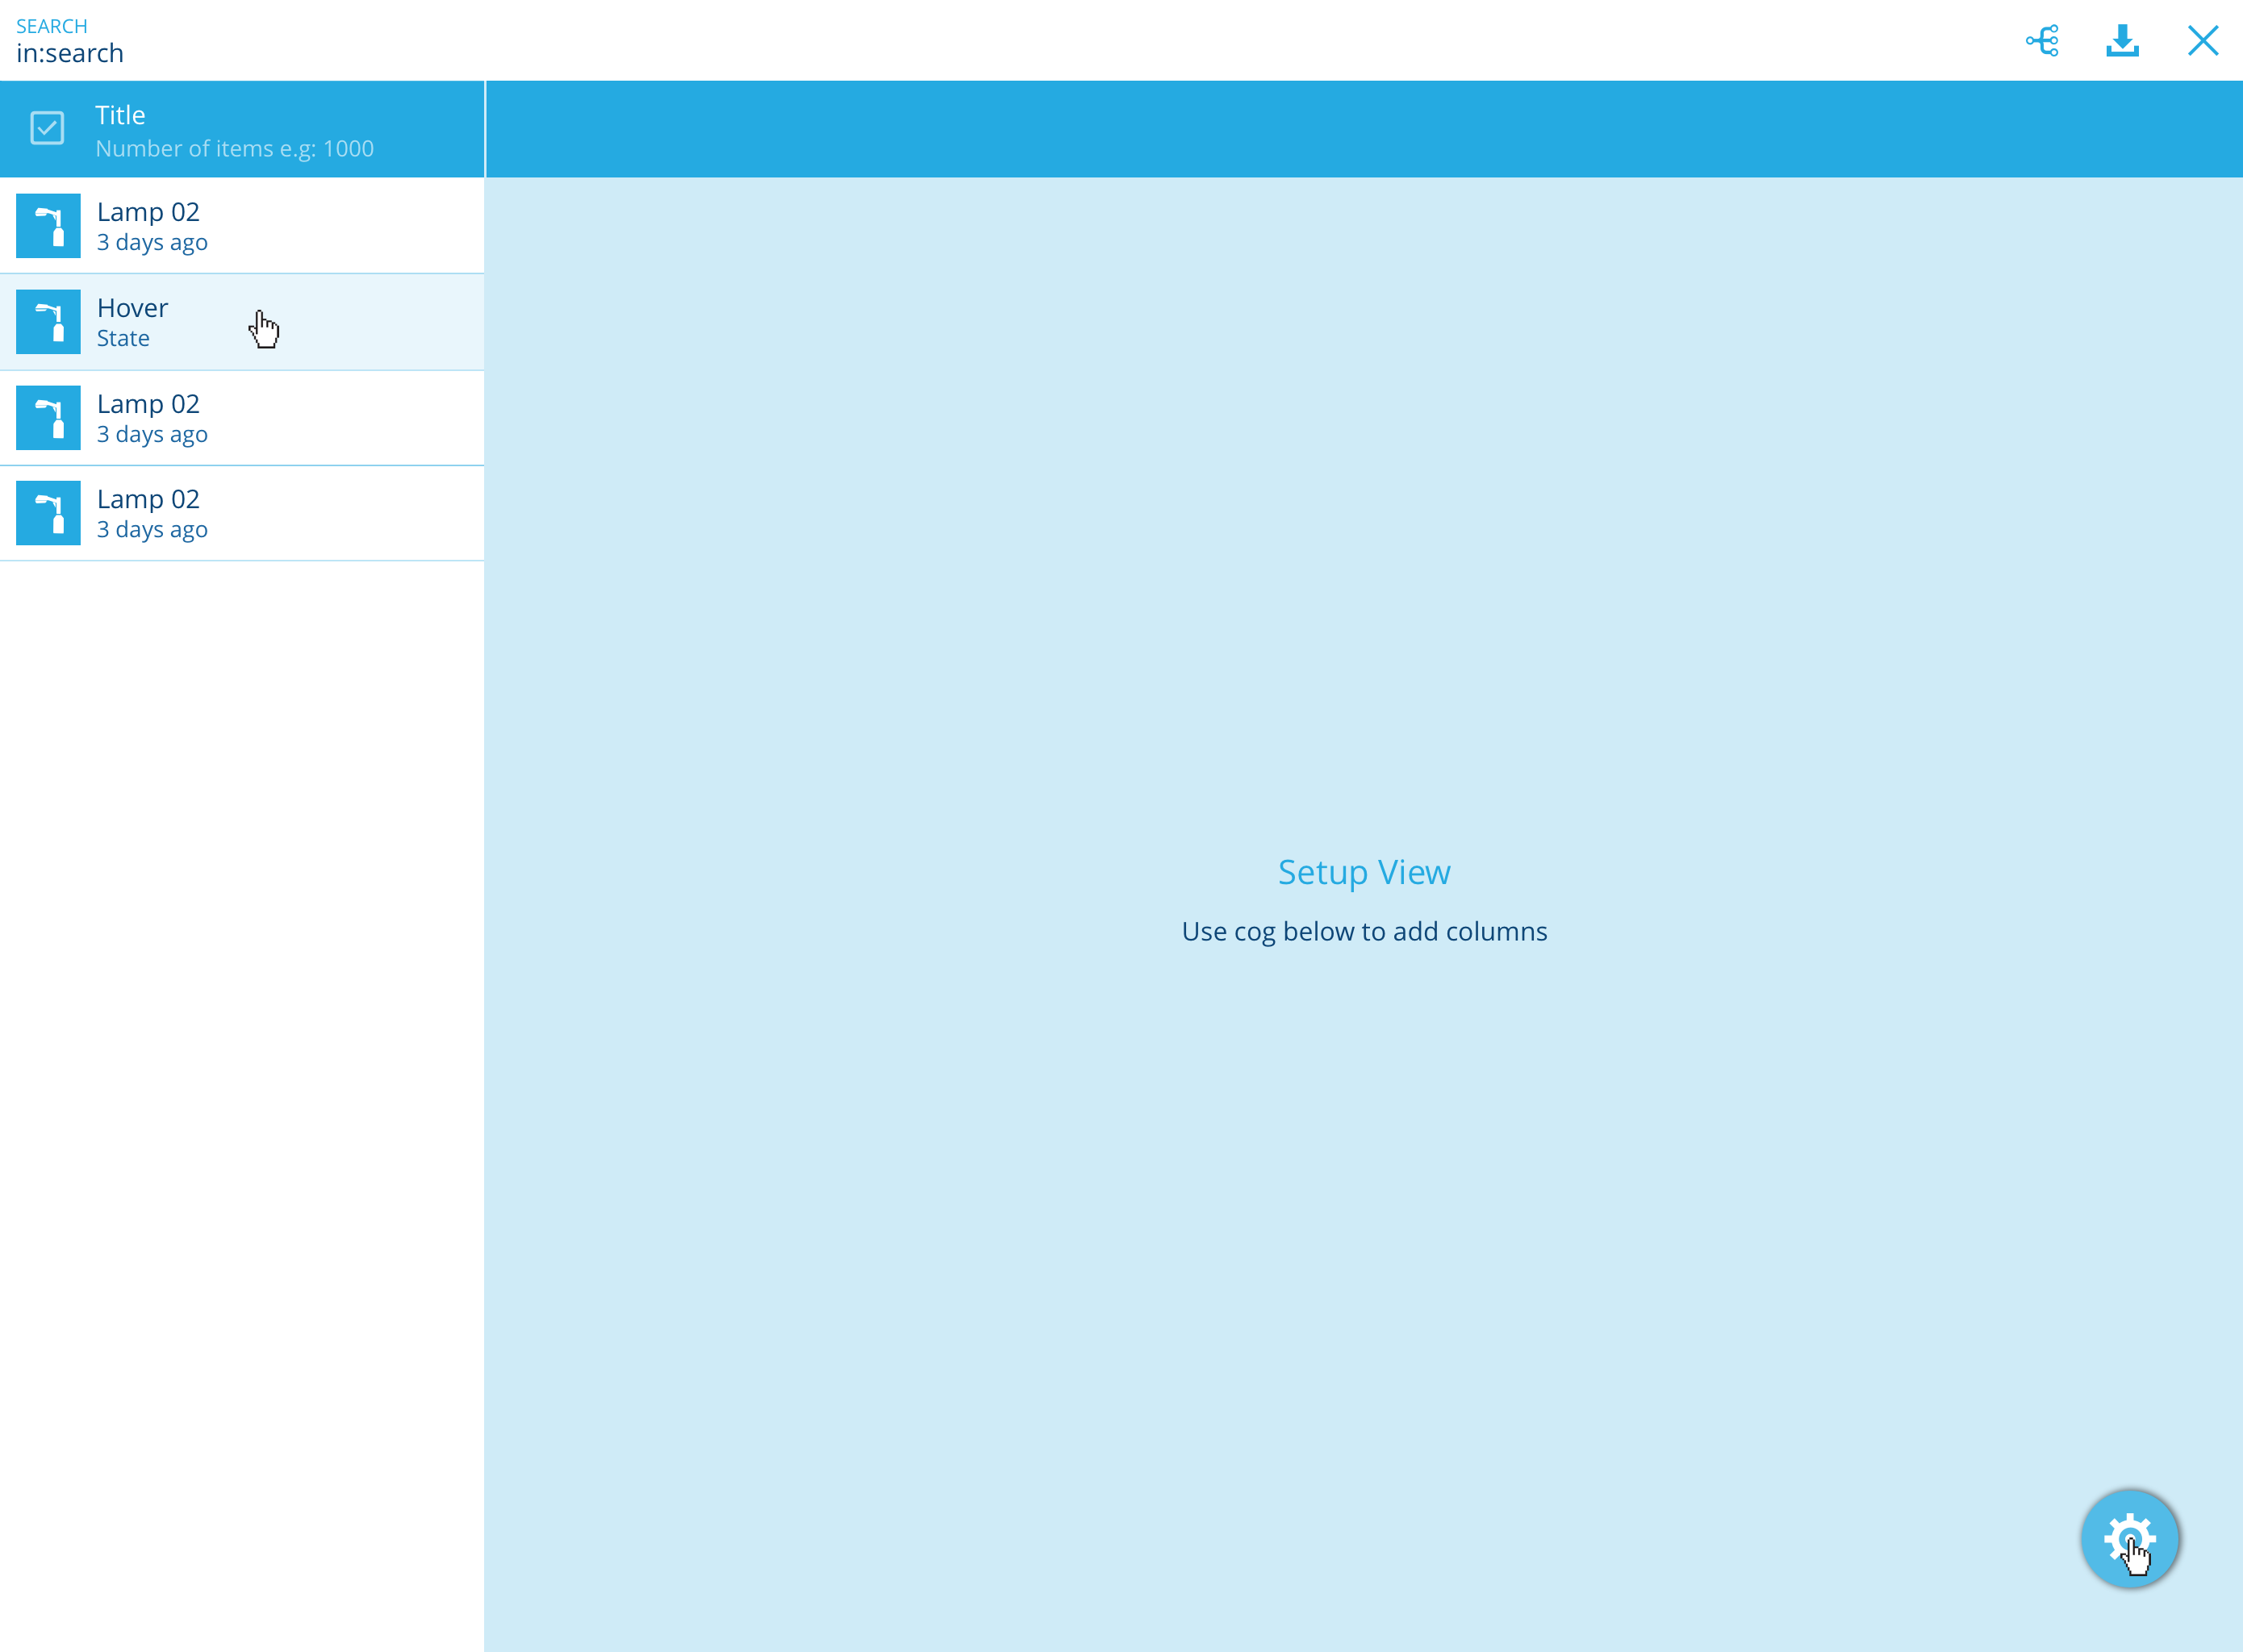 SEARCH
in:search
Title
Number of items e.g: 1000
Lamp 02
3 days ago
Hover
State
Lamp 02
3 days ago
Lamp 02
3 days ago
Setup View
Use cog below to add columns